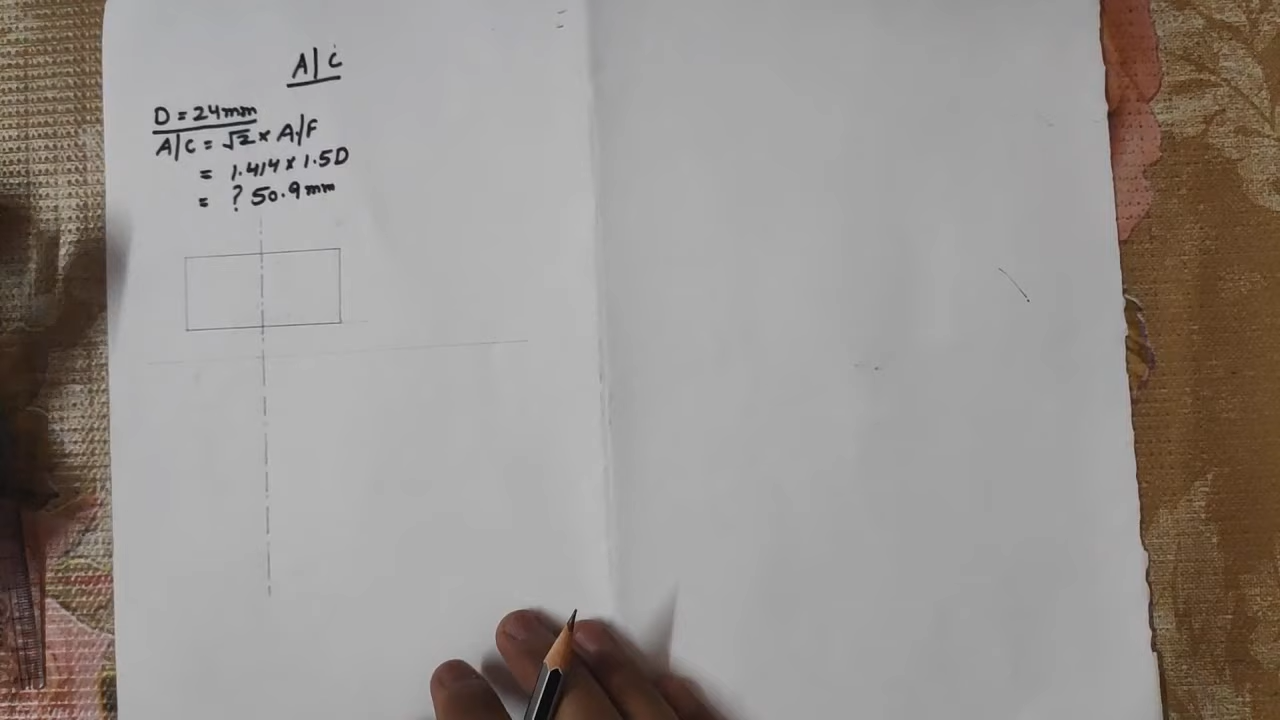 A/C
D = 24mm
A/C = √2 × A/F
= 1.414 × 1.5D
= ? 50.9mm